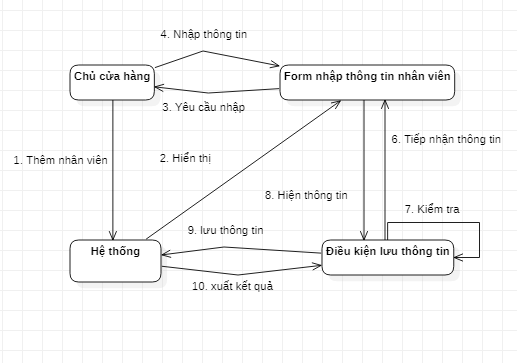 4. Nhập thông tin
Chủ cửa hàng
Form nhập thông tin nhân viên
3. Yêu cầu nhập
6. Tiếp nhận thông tin
1. Thêm nhân viên
2. Hiển thị
8. Hiện thông tin
7. Kiểm tra
9. lưu thông tin
Hệ thống
Điều kiện lưu thông tin
10. xuất kết quả